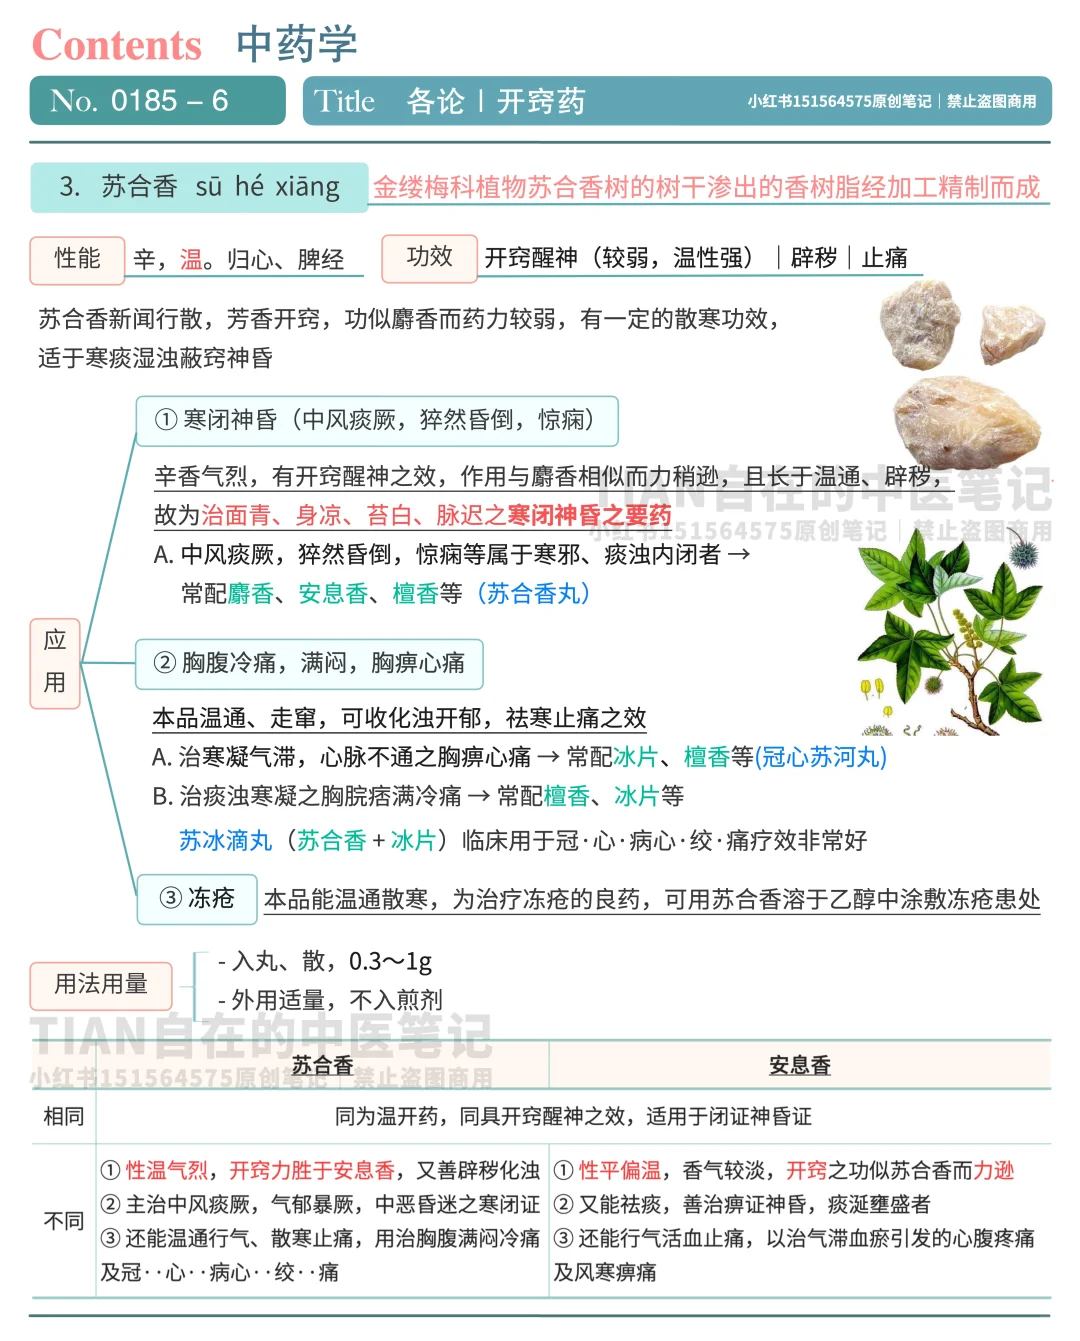 Contents 中药学
No. 0185 – 6
Title 各论丨开窍药
小红书151564575原创笔记｜禁止盗图商用
3. 苏合香 sū hé xiāng
金缕梅科植物苏合香树的树干渗出的香树脂经加工精制而成
性能
辛，温。归心、脾经
功效
开窍醒神（较弱，温性强）｜辟秽｜止痛
苏合香新闻行散，芳香开窍，功似麝香而药力较弱，有一定的散寒功效，
适于寒痰湿浊蔽窍神昏
应用
① 寒闭神昏（中风痰厥，猝然昏倒，惊痫）
辛香气烈，有开窍醒神之效，作用与麝香相似而力稍逊，且长于温通、辟秽，
TIAN自在的中医笔记
故为治面青、身凉、苔白、脉迟之寒闭神昏之要药
小红书151564575原创笔记｜禁止盗图商用
A. 中风痰厥，猝然昏倒，惊痫等属于寒邪、痰浊内闭者 →
常配麝香、安息香、檀香等（苏合香丸）
② 胸腹冷痛，满闷，胸痹心痛
本品温通、走窜，可收化浊开郁，祛寒止痛之效
A. 治寒凝气滞，心脉不通之胸痹心痛 → 常配冰片、檀香等(冠心苏河丸)
B. 治痰浊寒凝之胸脘痞满冷痛 → 常配檀香、冰片等
苏冰滴丸（苏合香 + 冰片）临床用于冠·心·病心·绞·痛疗效非常好
③ 冻疮
本品能温通散寒，为治疗冻疮的良药，可用苏合香溶于乙醇中涂敷冻疮患处
用法用量
- 入丸、散，0.3～1g
- 外用适量，不入煎剂
TIAN自在的中医笔记
小红书151564575原创笔记｜禁止盗图商用
苏合香
安息香
相同
同为温开药，同具开窍醒神之效，适用于闭证神昏证
不同
① 性温气烈，开窍力胜于安息香，又善辟秽化浊
② 主治中风痰厥，气郁暴厥，中恶昏迷之寒闭证
③ 还能温通行气、散寒止痛，用治胸腹满闷冷痛
及冠··心··病心··绞··痛
① 性平偏温，香气较淡，开窍之功似苏合香而力逊
② 又能祛痰，善治痹证神昏，痰涎壅盛者
③ 还能行气活血止痛，以治气滞血瘀引发的心腹疼痛
及风寒痹痛